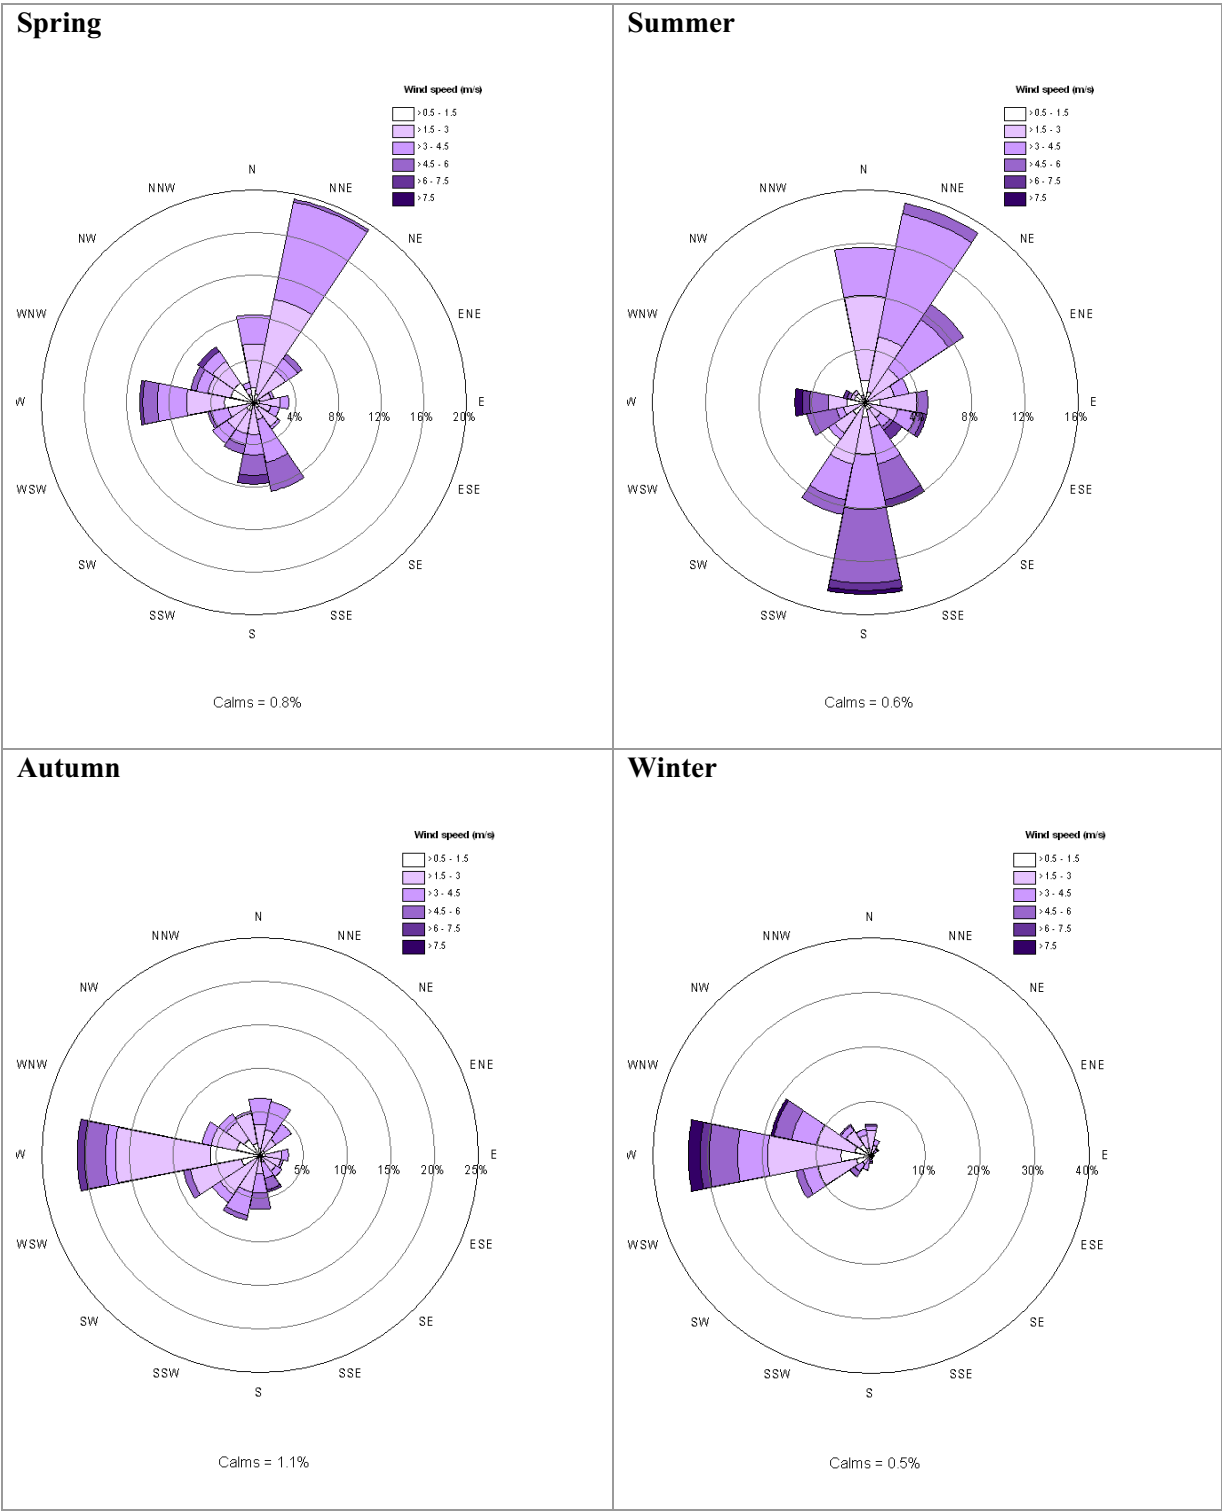 Spring
Wind speed (m/s)
>0.5 - 1.5
>1.5 - 3
>3 - 4.5
>4.5 - 6
>6 - 7.5
>7.5
N
NNW
NNE
NW
NE
WNW
ENE
W
4%
8%
12%
16%
20%
E
WSW
ESE
SW
SE
SSW
SSE
S
Calms = 0.8%
Summer
Wind speed (m/s)
>0.5 - 1.5
>1.5 - 3
>3 - 4.5
>4.5 - 6
>6 - 7.5
>7.5
N
NNW
NNE
NW
NE
WNW
ENE
W
4%
8%
12%
16%
E
WSW
ESE
SW
SE
SSW
SSE
S
Calms = 0.6%
Autumn
Wind speed (m/s)
>0.5 - 1.5
>1.5 - 3
>3 - 4.5
>4.5 - 6
>6 - 7.5
>7.5
N
NNW
NNE
NW
NE
WNW
ENE
W
5%
10%
15%
20%
25%
E
WSW
ESE
SW
SE
SSW
SSE
S
Calms = 1.1%
Winter
Wind speed (m/s)
>0.5 - 1.5
>1.5 - 3
>3 - 4.5
>4.5 - 6
>6 - 7.5
>7.5
N
NNW
NNE
NW
NE
WNW
ENE
W
10%
20%
30%
40%
E
WSW
ESE
SW
SE
SSW
SSE
S
Calms = 0.5%